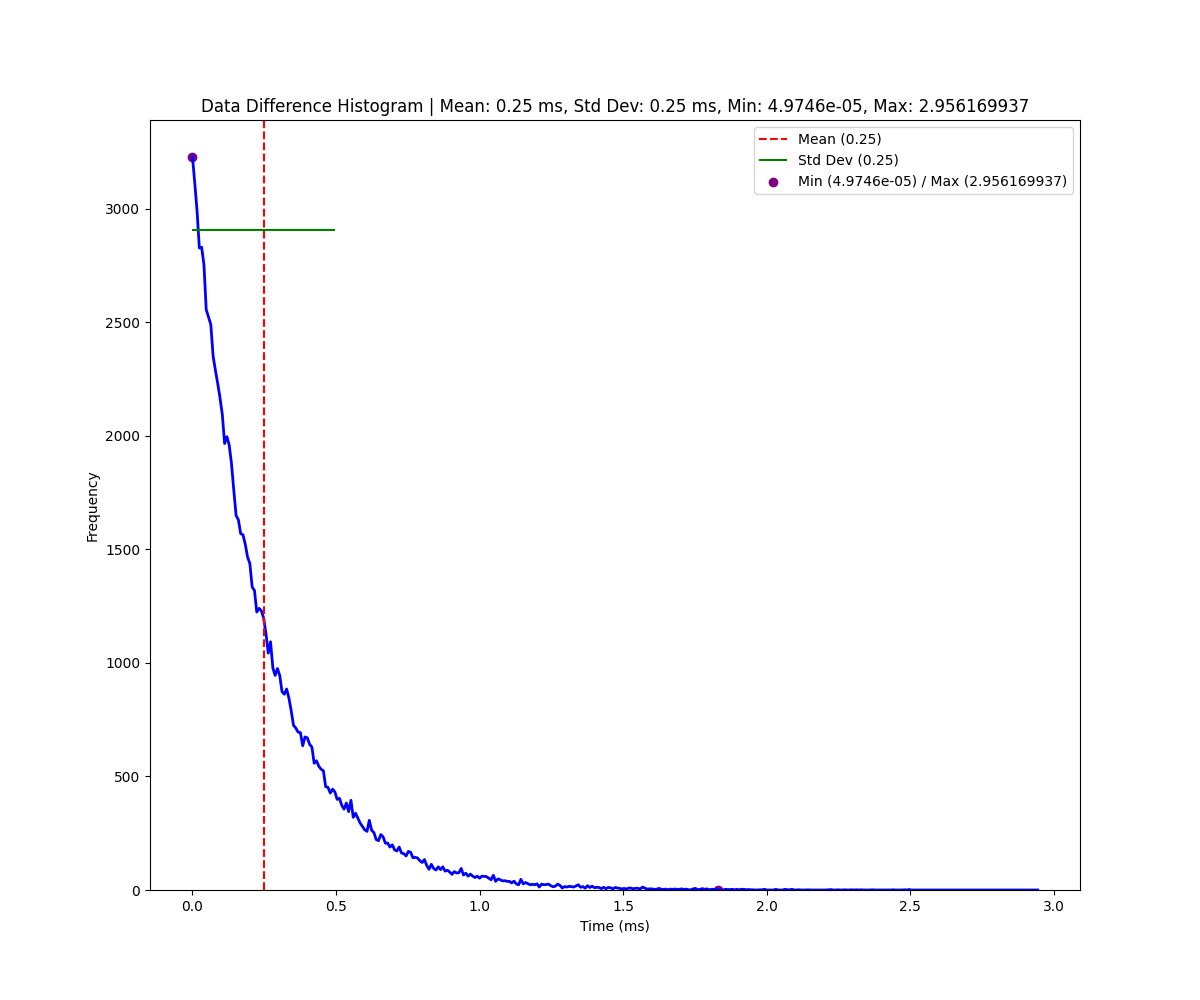 Data Difference Histogram | Mean: 0.25 ms, Std Dev: 0.25 ms, Min: 4.9746e-05, Max: 2.956169937
Mean (0.25)
Std Dev (0.25)
Min (4.9746e-05) / Max (2.956169937)
3000
2500
2000
1500
1000
500
0
Frequency
0.0 0.5 1.0 1.5 2.0 2.5 3.0
Time (ms)